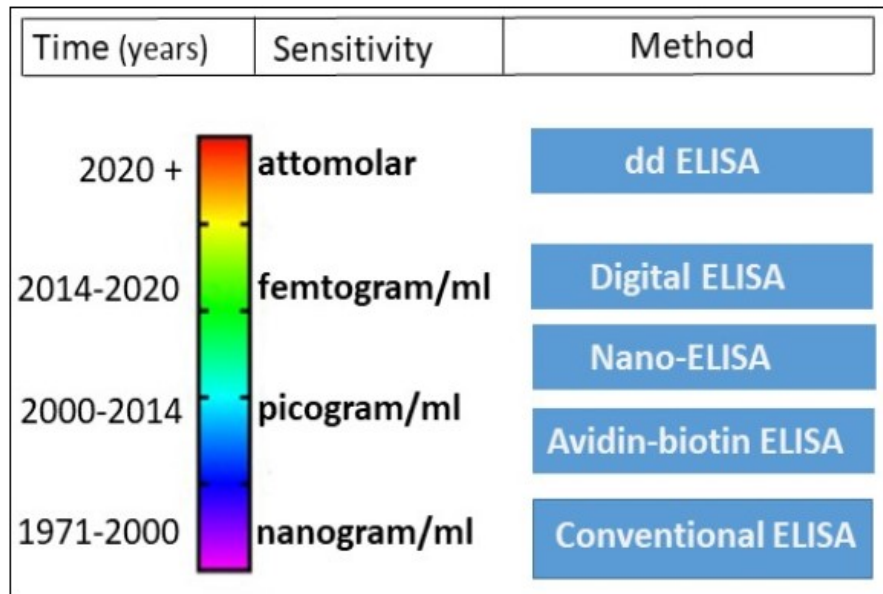 Time (years) Sensitivity Method
2020 + attomolar dd ELISA
2014-2020 femtogram/ml Digital ELISA
Nano-ELISA
2000-2014 picogram/ml
Avidin-biotin ELISA
1971-2000 nanogram/ml Conventional ELISA